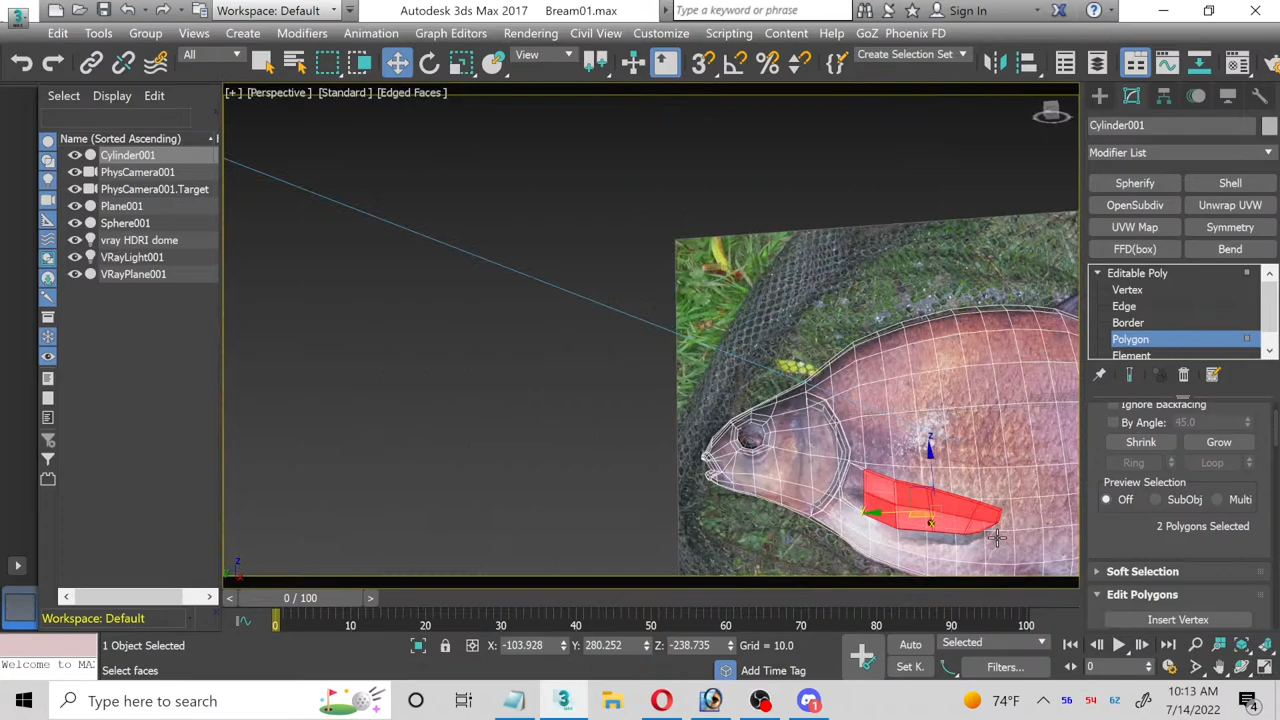 Workspace: Default
Autodesk 3ds Max 2017 Bream01.max
Type a keyword or phrase
Sign In
Edit Tools Group Views Create Modifiers Animation Graph Editors Rendering Civil View Customize Scripting Content Help GoZ Phoenix FD
All
View
Create Selection Set
Select Display Edit
[+] [Perspective] [Standard] [Edged Faces]
Name (Sorted Ascending)
Cylinder001
PhysCamera001
PhysCamera001.Target
Plane001
Sphere001
vray HDRI dome
VRayLight001
VRayPlane001
Cylinder001
Modifier List
Spherify Shell
OpenSubdiv Unwrap UVW
UVW Map Symmetry
FFD(box) Bend
Editable Poly
Vertex
Edge
Border
Polygon
Element
Ignore Backfacing
By Angle: 45.0
Shrink Grow
Ring Loop
Preview Selection
Off SubObj Multi
2 Polygons Selected
Soft Selection
Edit Polygons
Insert Vertex
z
z
x
0 / 100
Workspace: Default
0 10 20 30 40 50 60 70 80 90 100
Welcome to MAX
1 Object Selected
Select faces
X: -103.928 Y: 280.252 Z: -238.735 Grid = 10.0
Add Time Tag
Auto Selected
Set K. Filters...
0
Type here to search
3
1
74°F
56 54 62
10:13 AM
7/14/2022
4